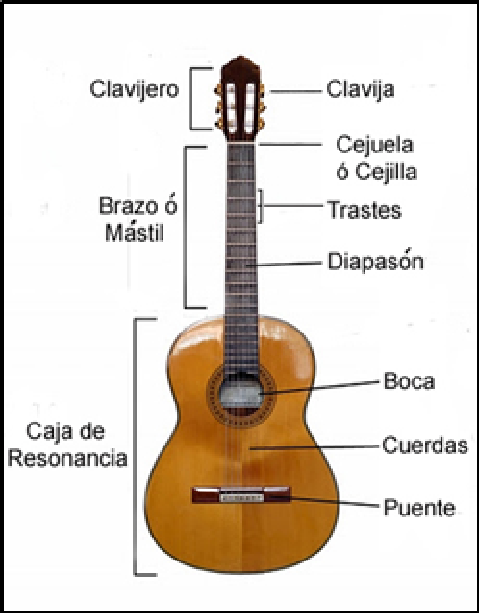 Clavijero
Clavija
Cejuela
ó Cejilla
Brazo ó
Mástil
Trastes
Diapasón
Boca
Caja de
Resonancia
Cuerdas
Puente